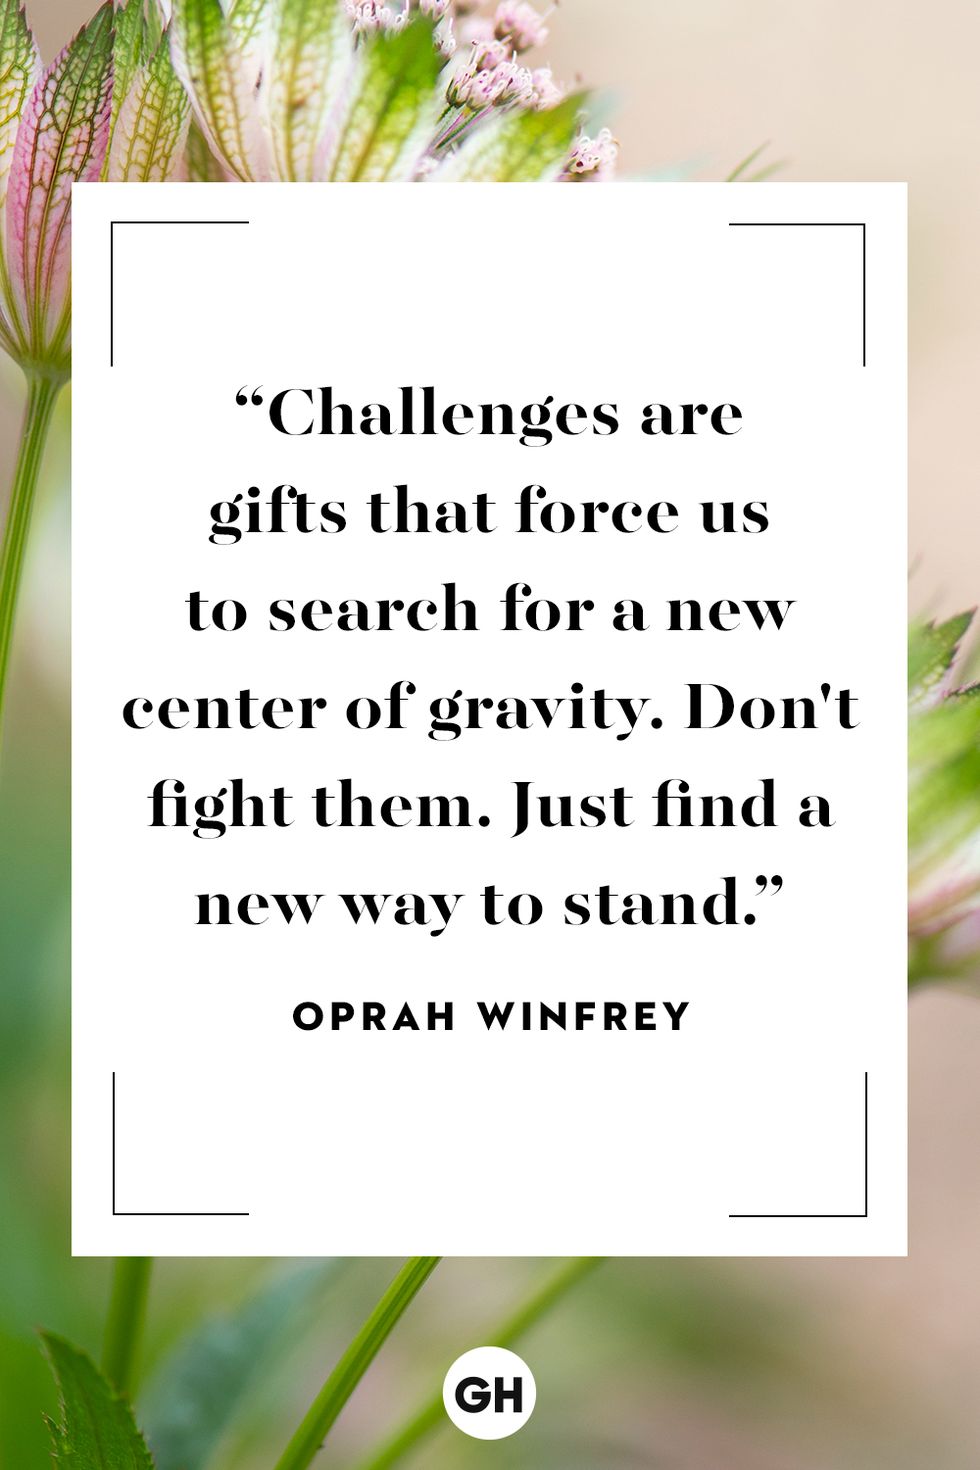 “Challenges are
gifts that force us
to search for a new
center of gravity. Don't
fight them. Just find a
new way to stand.”
OPRAH WINFREY
GH